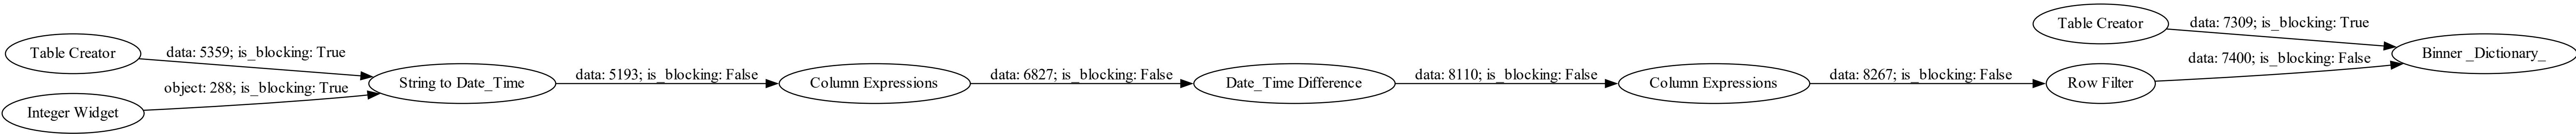 Table Creator
data: 5359; is_blocking: True
Integer Widget
object: 288; is_blocking: True
String to Date_Time
data: 5193; is_blocking: False
Column Expressions
data: 6827; is_blocking: False
Date_Time Difference
data: 8110; is_blocking: False
Column Expressions
data: 8267; is_blocking: False
Row Filter
Table Creator
data: 7309; is_blocking: True
data: 7400; is_blocking: False
Binner _Dictionary_